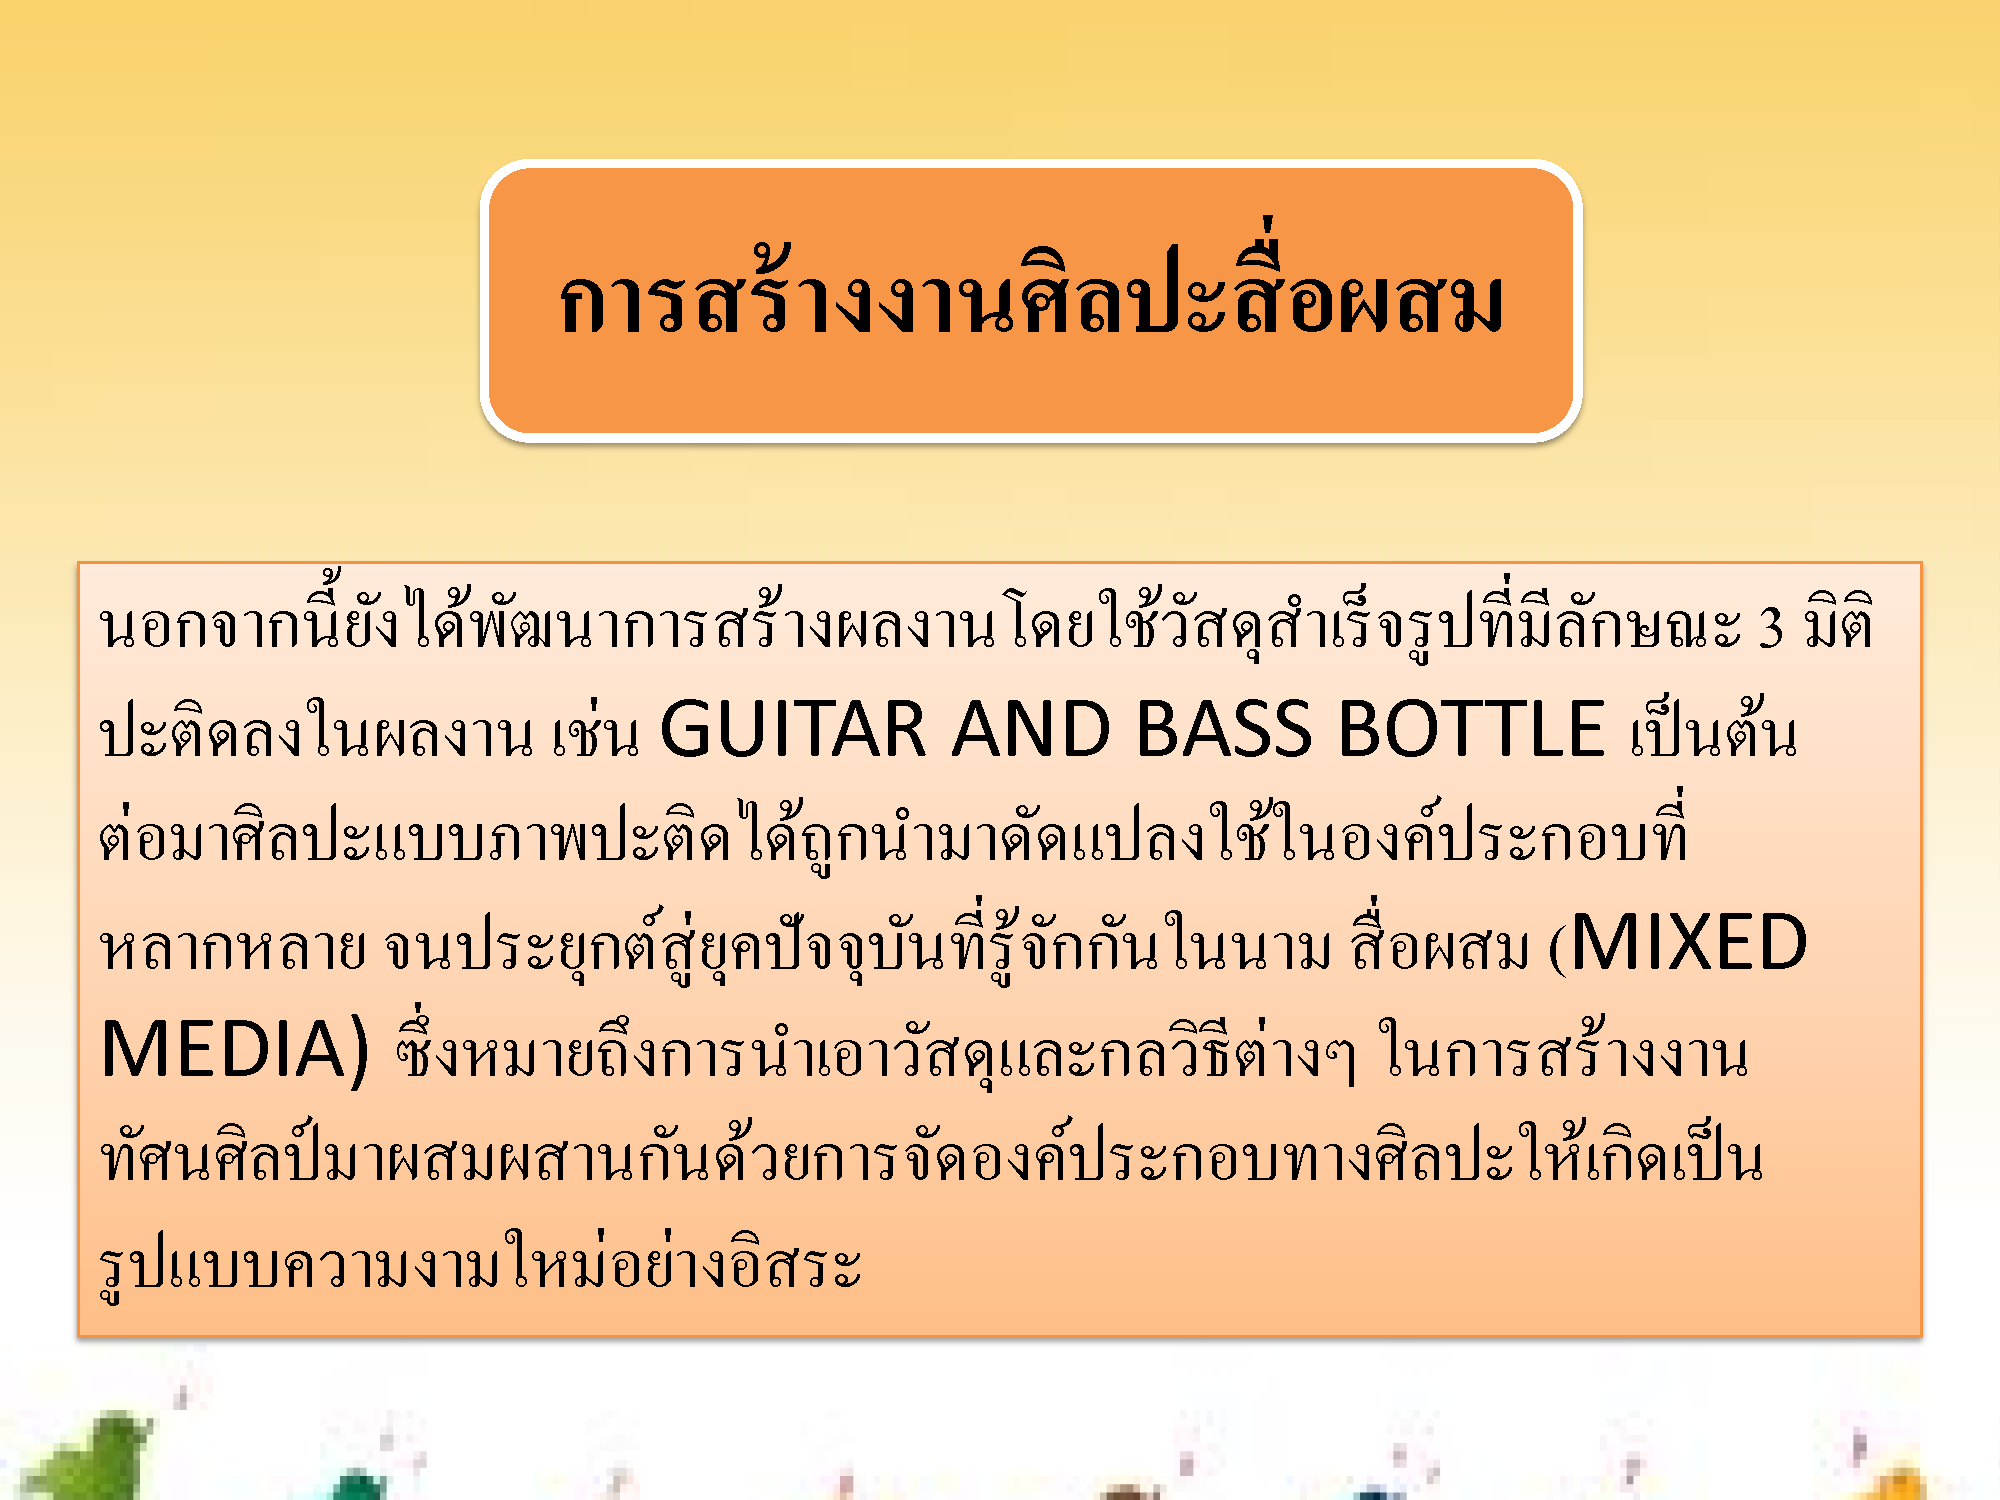 การสร้างงานศิลปะสื่อผสม
นอกจากนี้ยังได้พัฒนาการสร้างผลงานโดยใช้วัสดุสำเร็จรูปที่มีลักษณะ 3 มิติ
ปะติดลงในผลงาน เช่น GUITAR AND BASS BOTTLE เป็นต้น
ต่อมาศิลปะแบบภาพปะติดได้ถูกนำมาดัดแปลงใช้ในองค์ประกอบที่
หลากหลาย จนประยุกต์สู่ยุคปัจจุบันที่รู้จักกันในนาม สื่อผสม (MIXED
MEDIA) ซึ่งหมายถึงการนำเอาวัสดุและกลวิธีต่างๆ ในการสร้างงาน
ทัศนศิลป์มาผสมผสานกันด้วยการจัดองค์ประกอบทางศิลปะให้เกิดเป็น
รูปแบบความงามใหม่อย่างอิสระ